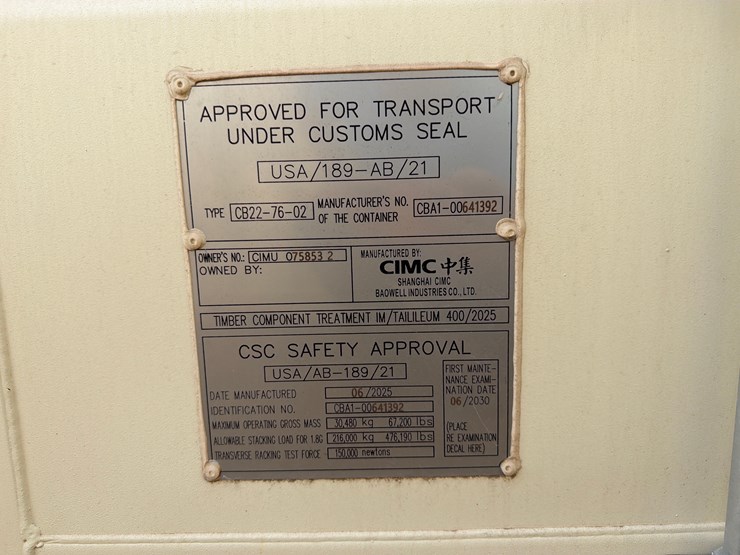 APPROVED FOR TRANSPORT
UNDER CUSTOMS SEAL
USA/189-AB/21
TYPE CB22-76-02 MANUFACTURER'S NO. OF THE CONTAINER CBA1-00641392
OWNER'S NO.: CIMU 075853 2
OWNED BY:
MANUFACTURED BY:
CIMC 中集
SHANGHAI CIMC
BAOWELL INDUSTRIES CO., LTD.
TIMBER COMPONENT TREATMENT IM/TAILILEUM 400/2025
CSC SAFETY APPROVAL
USA/AB-189/21
DATE MANUFACTURED 06/2025
IDENTIFICATION NO. CBA1-00641392
MAXIMUM OPERATING GROSS MASS 30,480 kg 67,200 lbs
ALLOWABLE STACKING LOAD FOR 1.8G 216,000 kg 476,190 lbs
TRANSVERSE RACKING TEST FORCE 150,000 newtons
FIRST MAINTE-
NANCE EXAMI-
NATION DATE
06/2030
(PLACE
RE EXAMINATION
DECAL HERE)